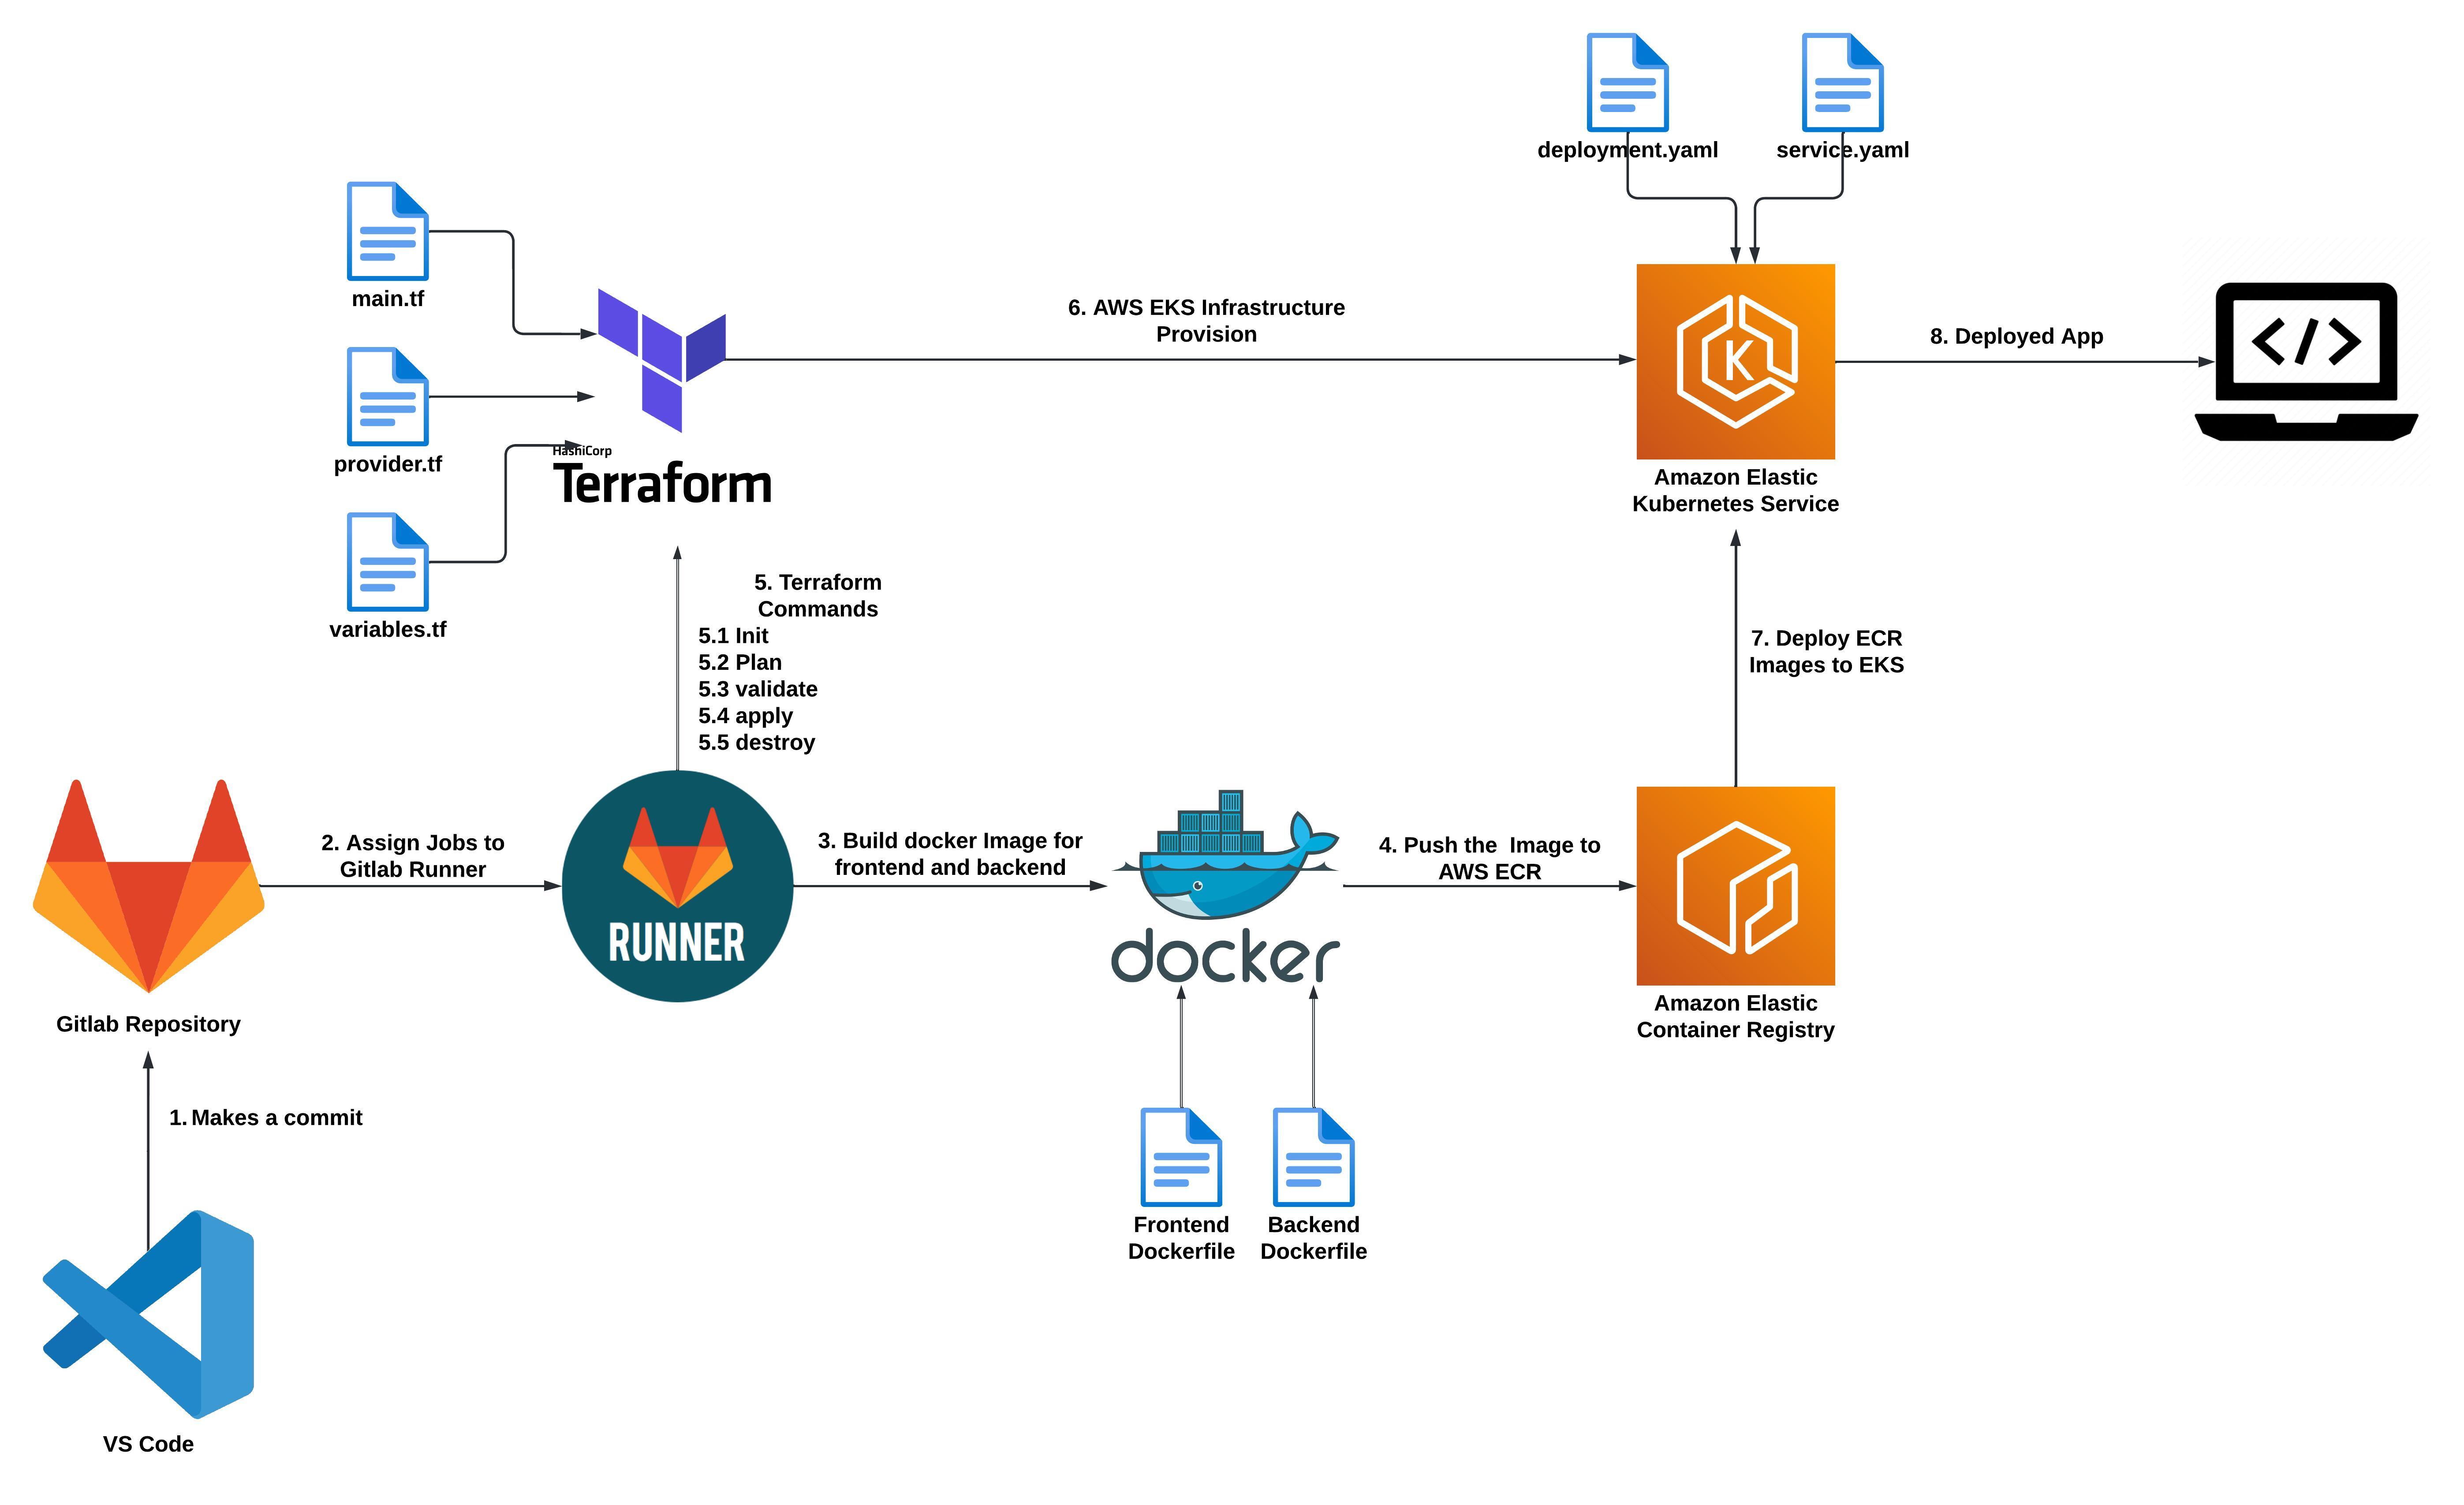 deployment.yaml
service.yaml
main.tf
provider.tf
variables.tf
HashiCorp
Terraform
6. AWS EKS Infrastructure
Provision
K
Amazon Elastic
Kubernetes Service
8. Deployed App
</>
5. Terraform
Commands
5.1 Init
5.2 Plan
5.3 validate
5.4 apply
5.5 destroy
7. Deploy ECR
Images to EKS
Gitlab Repository
2. Assign Jobs to
Gitlab Runner
RUNNER
3. Build docker Image for
frontend and backend
docker
4. Push the  Image to
AWS ECR
Amazon Elastic
Container Registry
1. Makes a commit
Frontend
Dockerfile
Backend
Dockerfile
VS Code